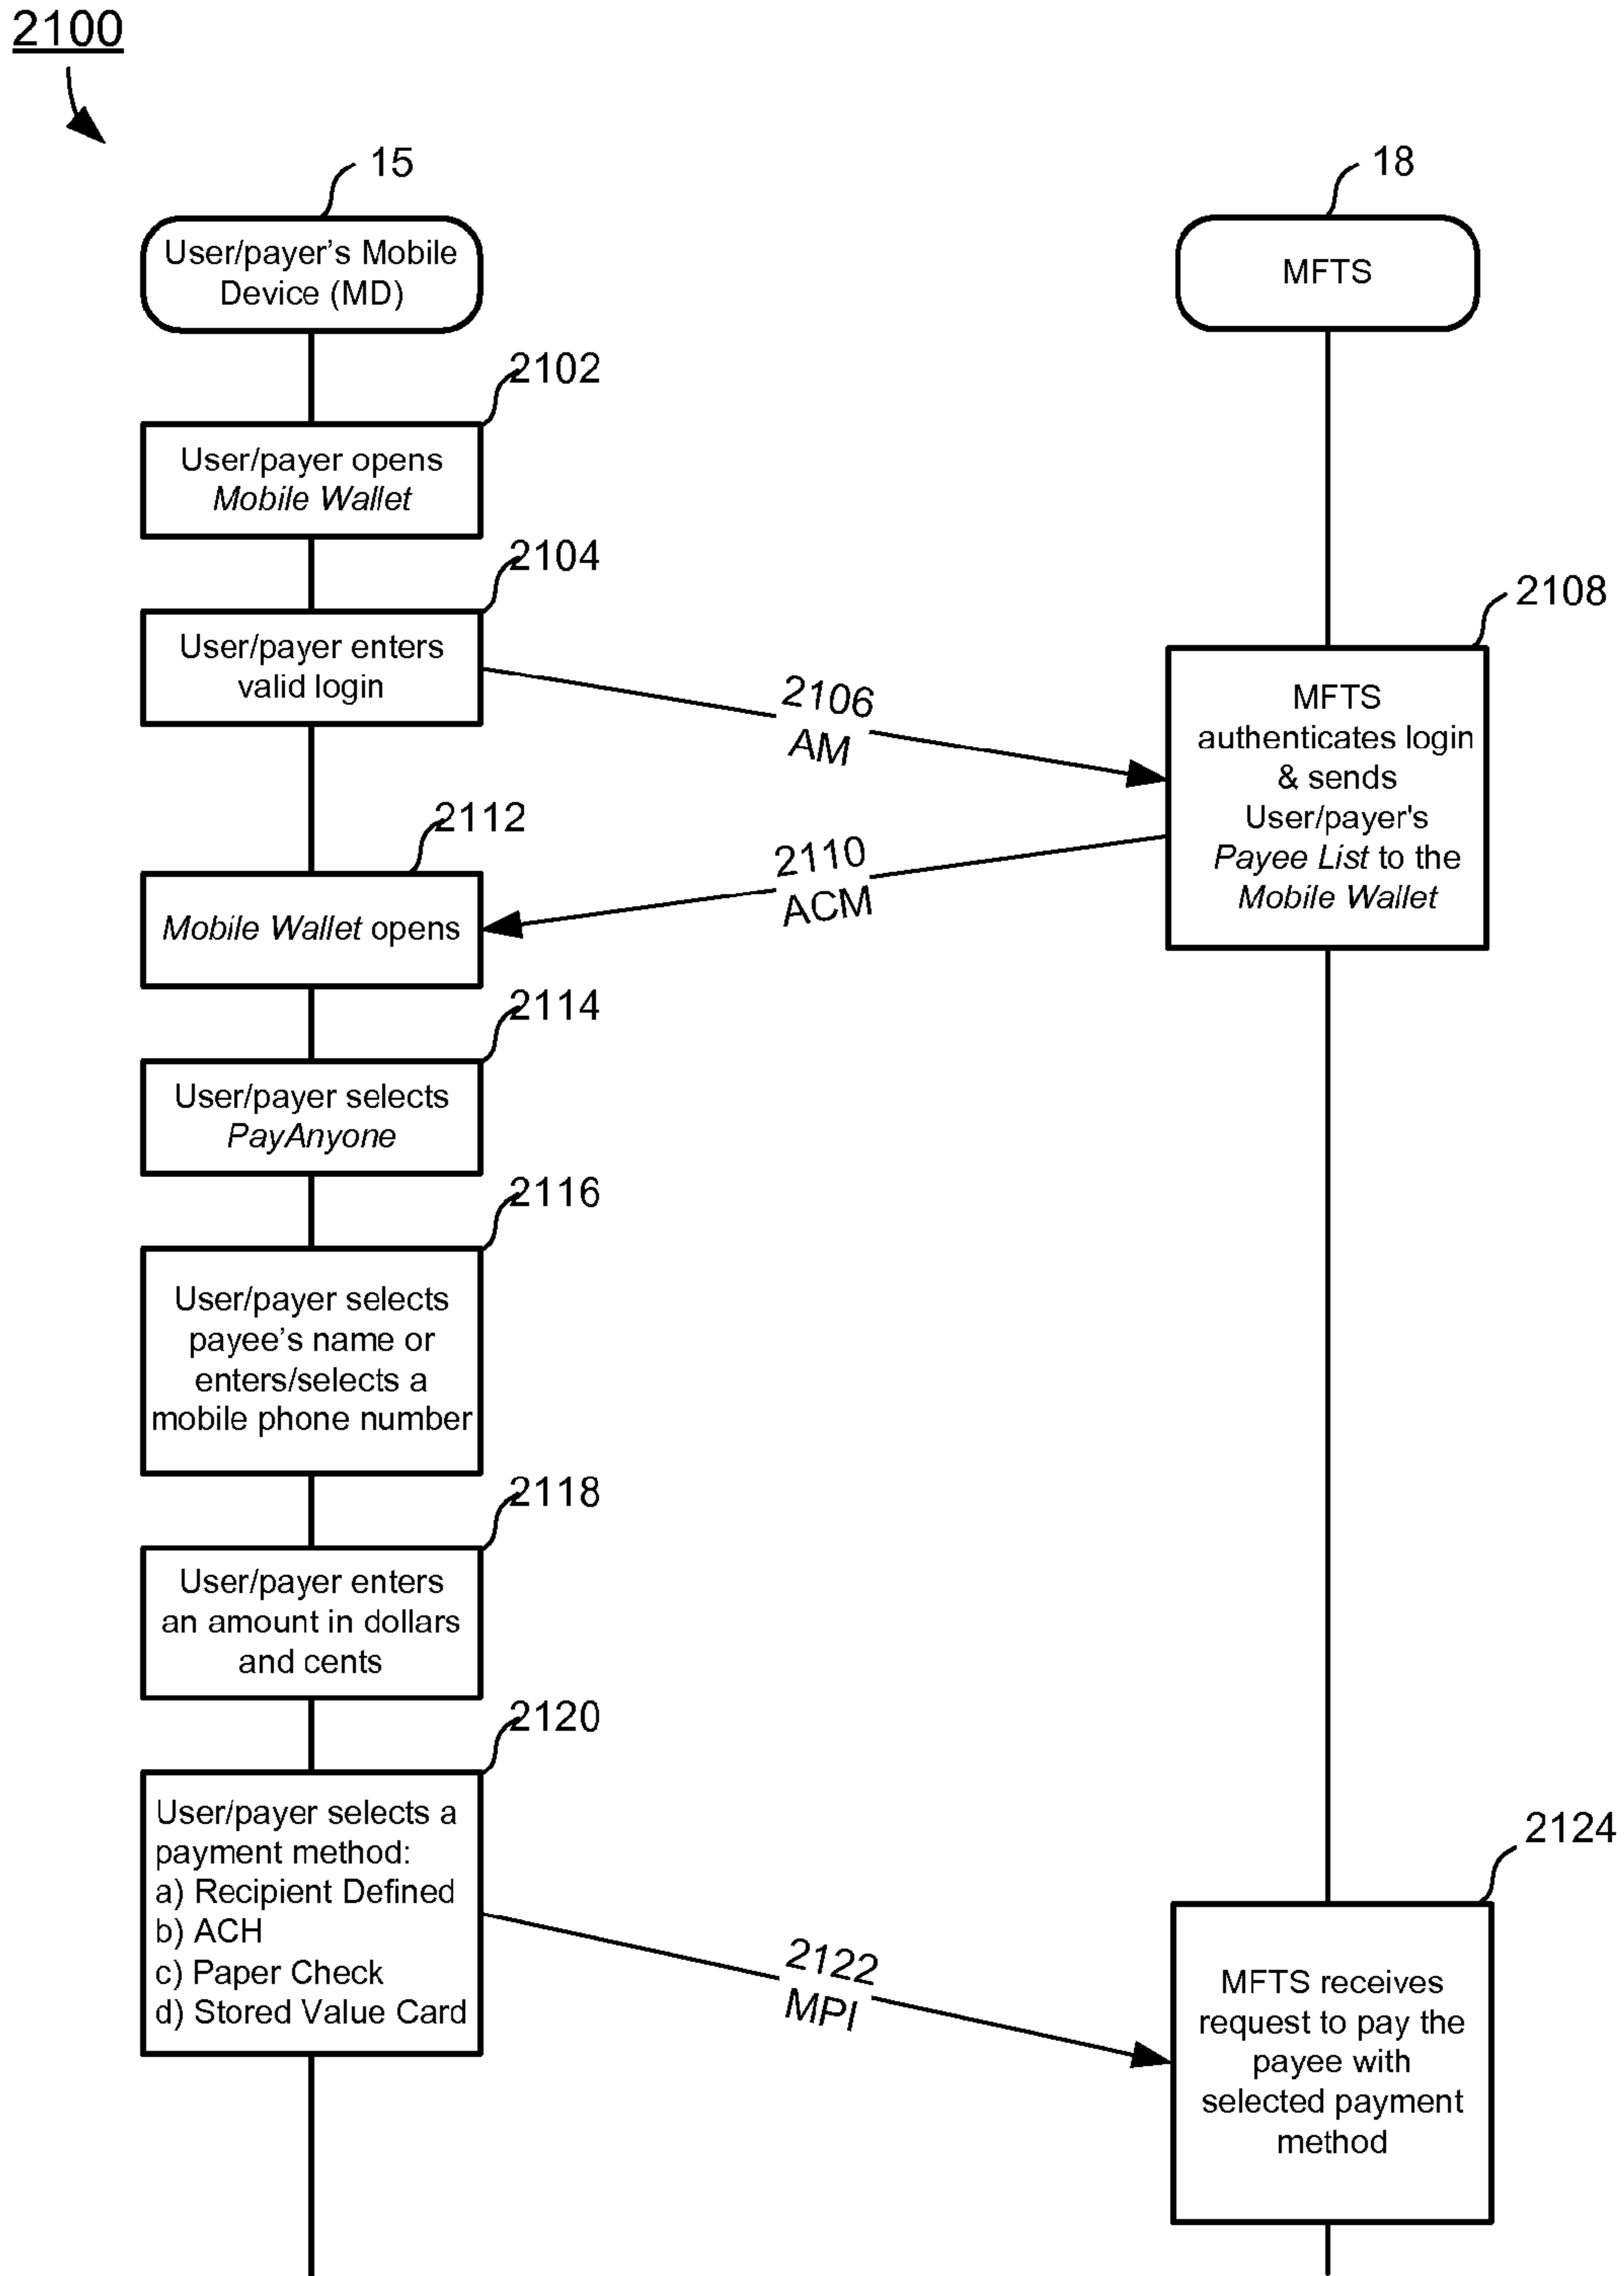 2100
15
18
User/payer's Mobile
Device (MD)
MFTS
2102
User/payer opens
Mobile Wallet
2104
User/payer enters
valid login
2106
AM
2108
MFTS
authenticates login
& sends
User/payer's
Payee List to the
Mobile Wallet
2110
ACM
2112
Mobile Wallet opens
2114
User/payer selects
PayAnyone
2116
User/payer selects
payee's name or
enters/selects a
mobile phone number
2118
User/payer enters
an amount in dollars
and cents
2120
User/payer selects a
payment method:
a) Recipient Defined
b) ACH
c) Paper Check
d) Stored Value Card
2122
MPI
2124
MFTS receives
request to pay the
payee with
selected payment
method